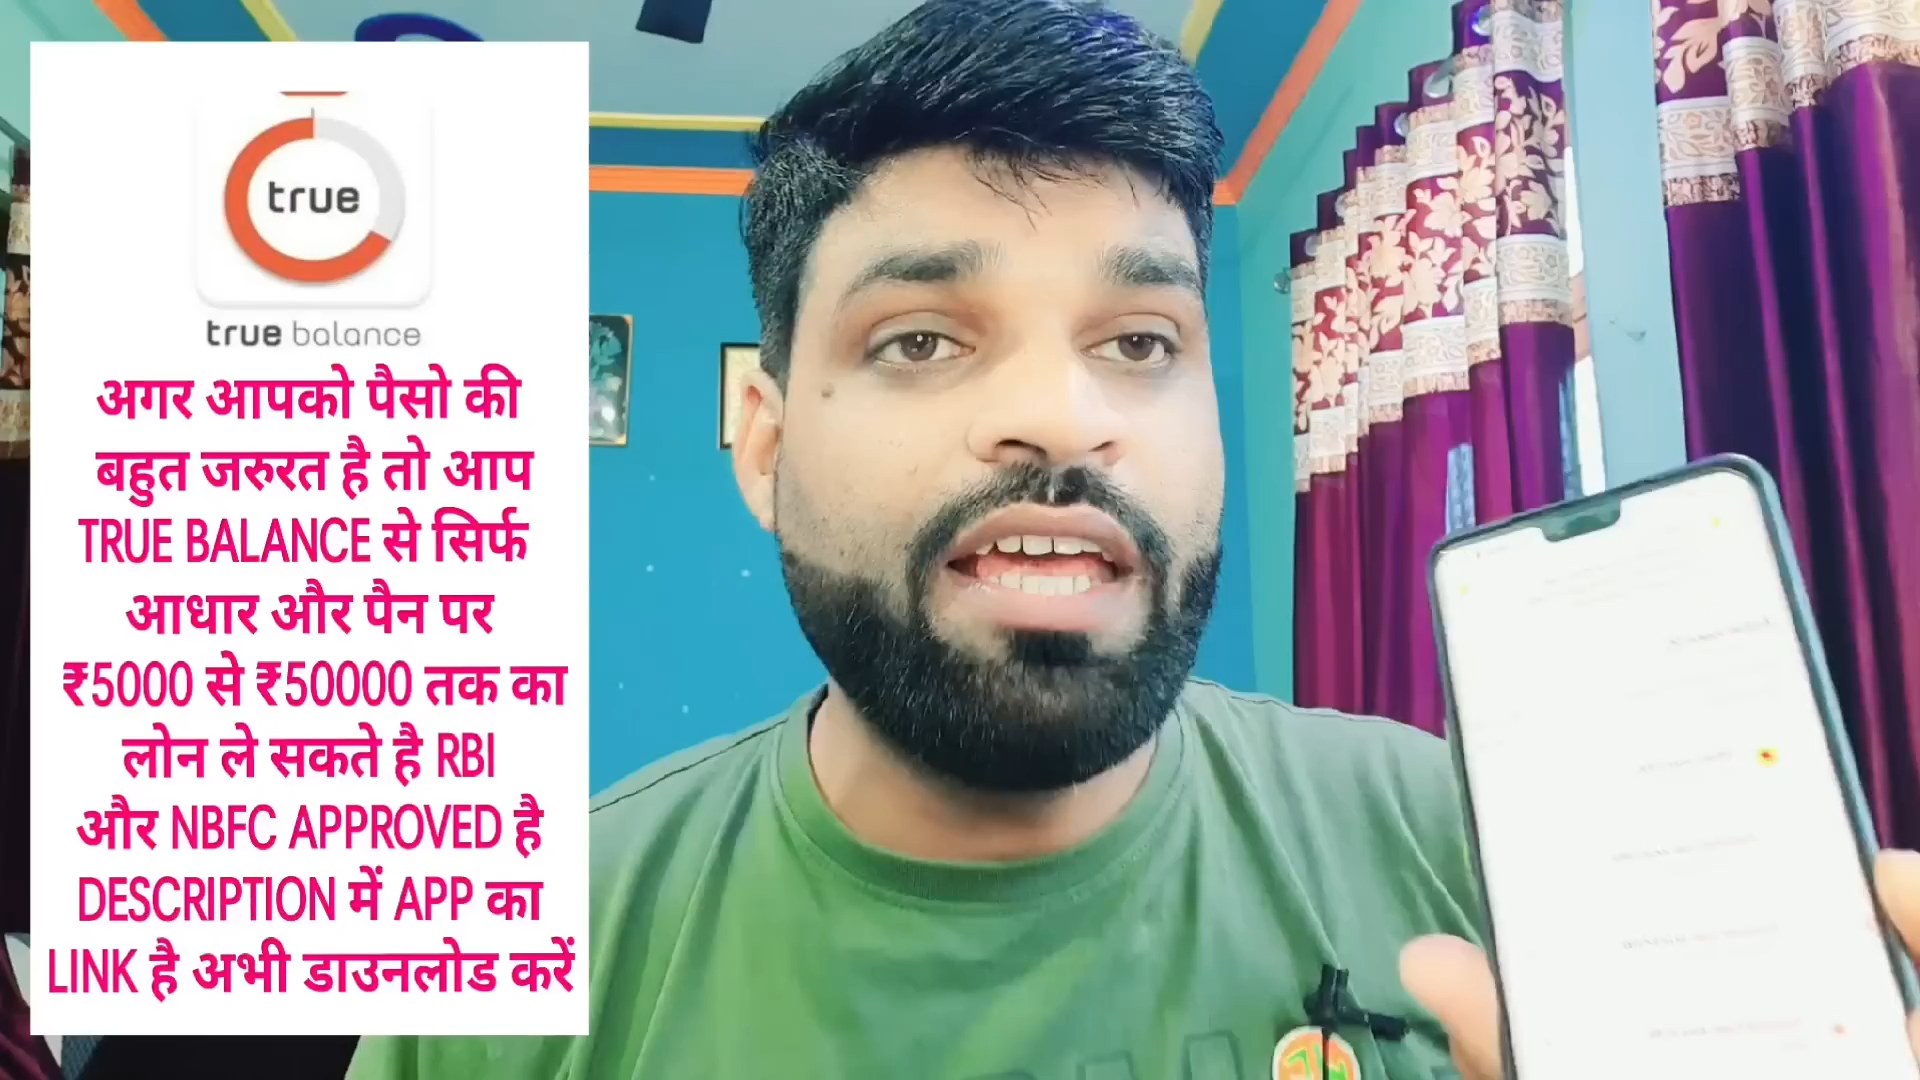 true
true balance
अगर आपको पैसो की
बहुत जरुरत है तो आप
TRUE BALANCE से सिर्फ
आधार और पैन पर
₹5000 से ₹50000 तक का
लोन ले सकते है RBI
और NBFC APPROVED है
DESCRIPTION में APP का
LINK है अभी डाउनलोड करें